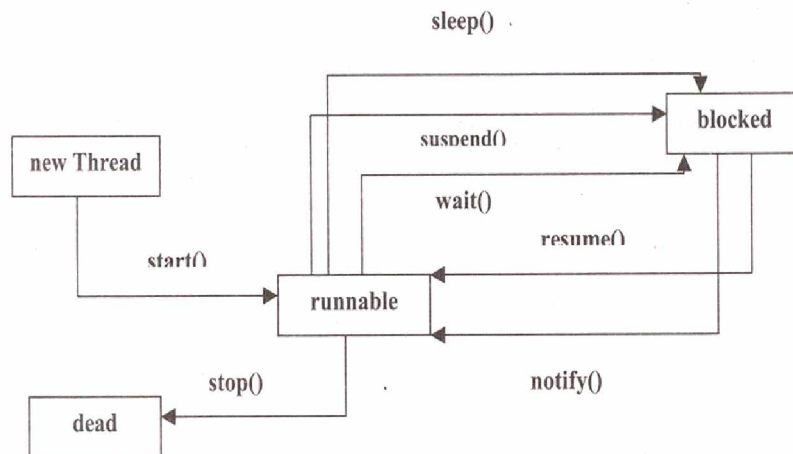 sleep()
blocked
suspend()
new Thread
wait()
resume()
start()
runnable
stop()
notify()
dead